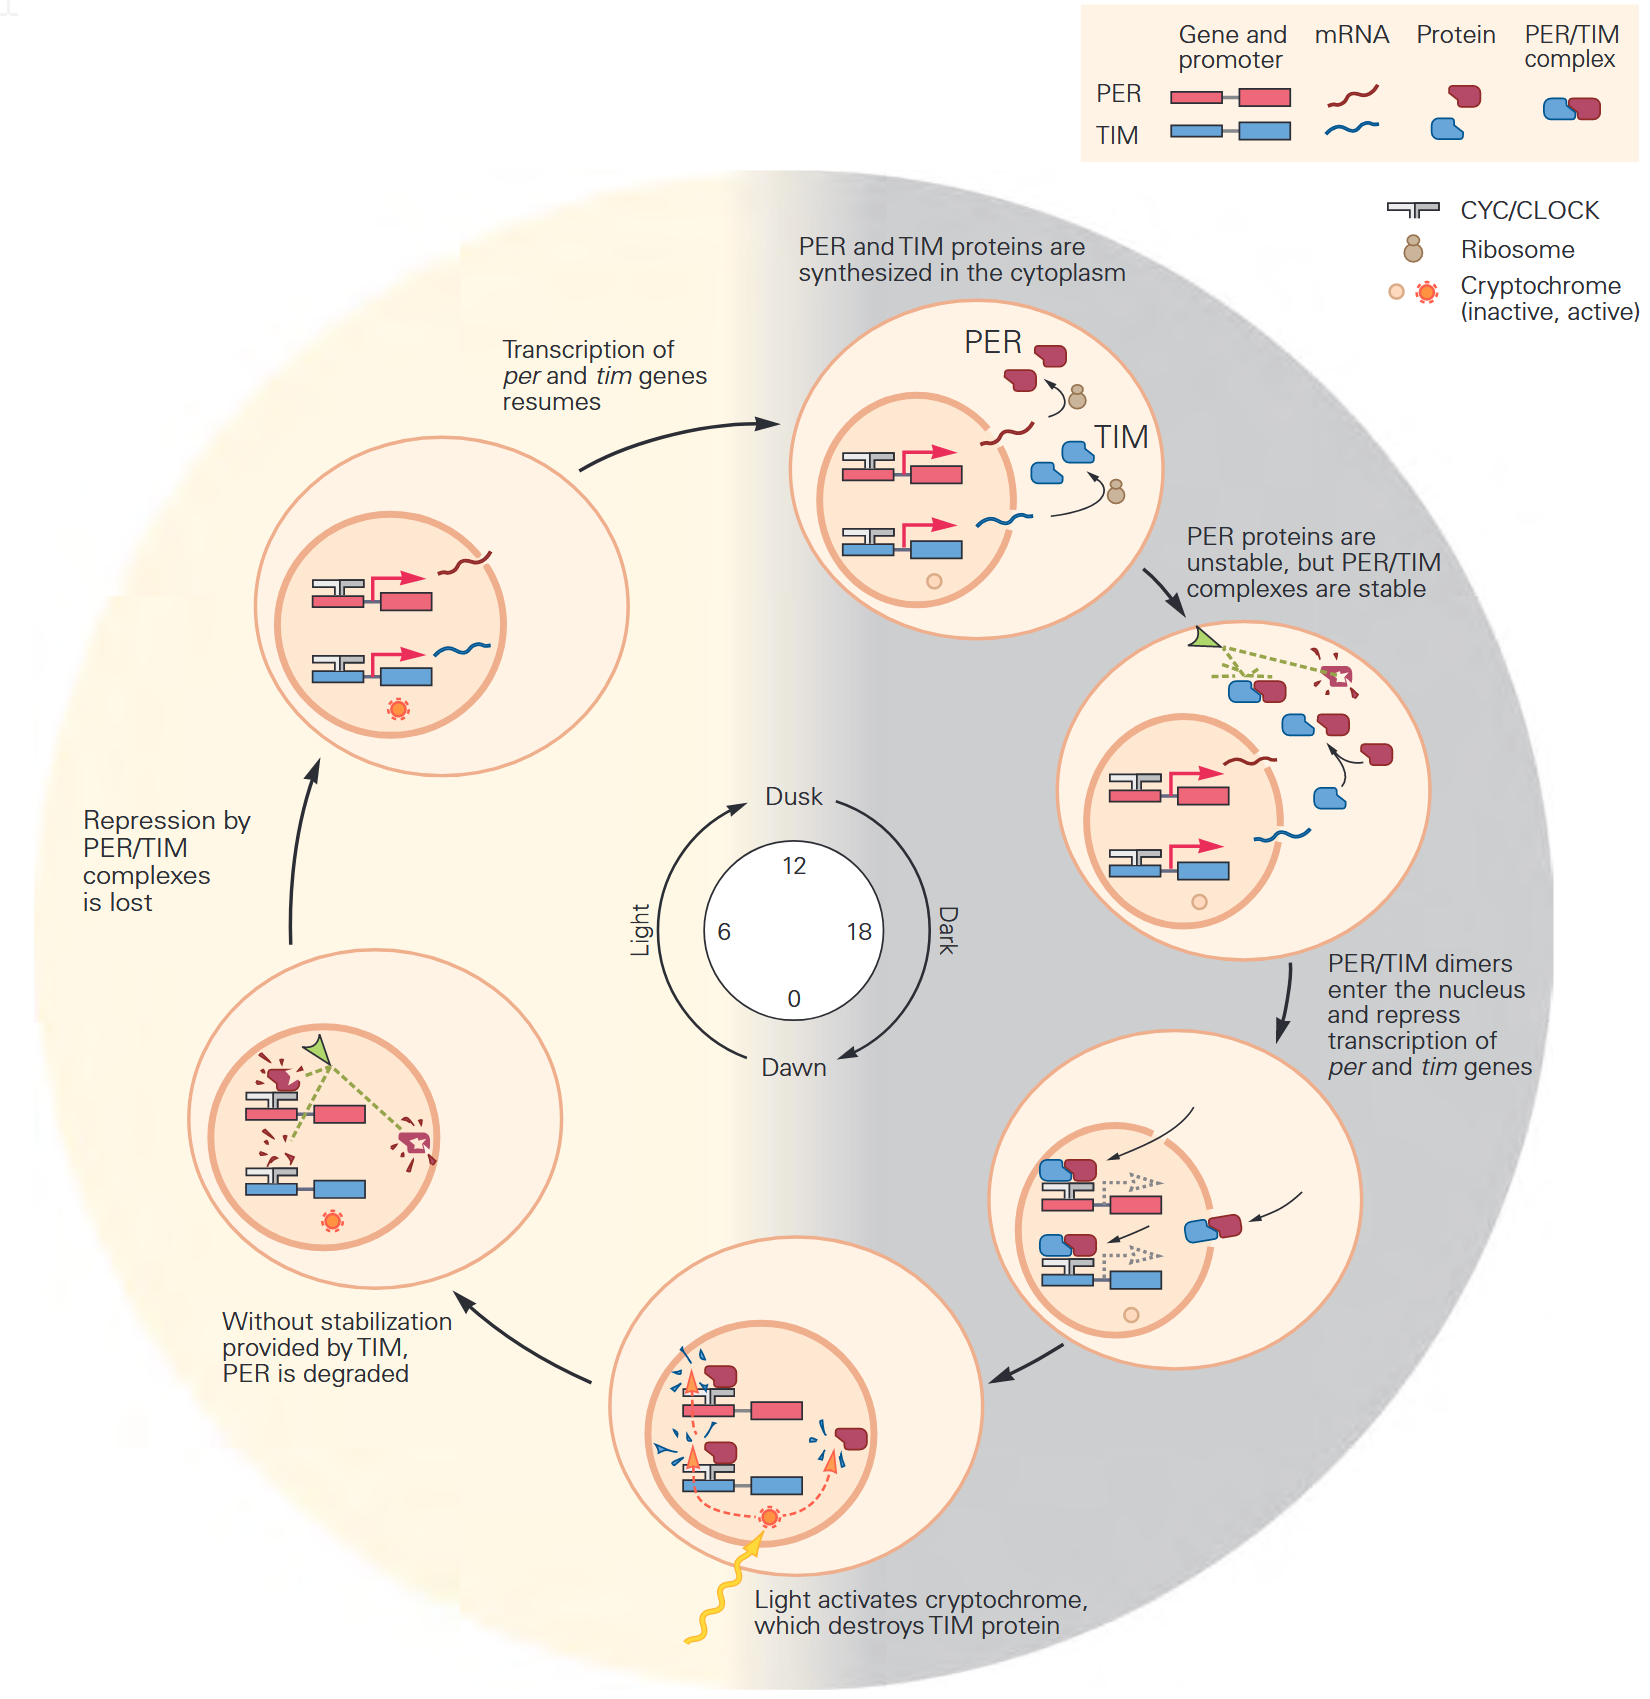 Gene and
promoter
mRNA
Protein
PER/TIM
complex
PER
TIM
CYC/CLOCK
Ribosome
Cryptochrome
(inactive, active)
PER and TIM proteins are
synthesized in the cytoplasm
PER
TIM
Transcription of
per and tim genes
resumes
PER proteins are
unstable, but PER/TIM
complexes are stable
Repression by
PER/TIM
complexes
is lost
Dusk
12
6
18
0
Light
Dark
Dawn
PER/TIM dimers
enter the nucleus
and repress
transcription of
per and tim genes
Without stabilization
provided by TIM,
PER is degraded
Light activates cryptochrome,
which destroys TIM protein